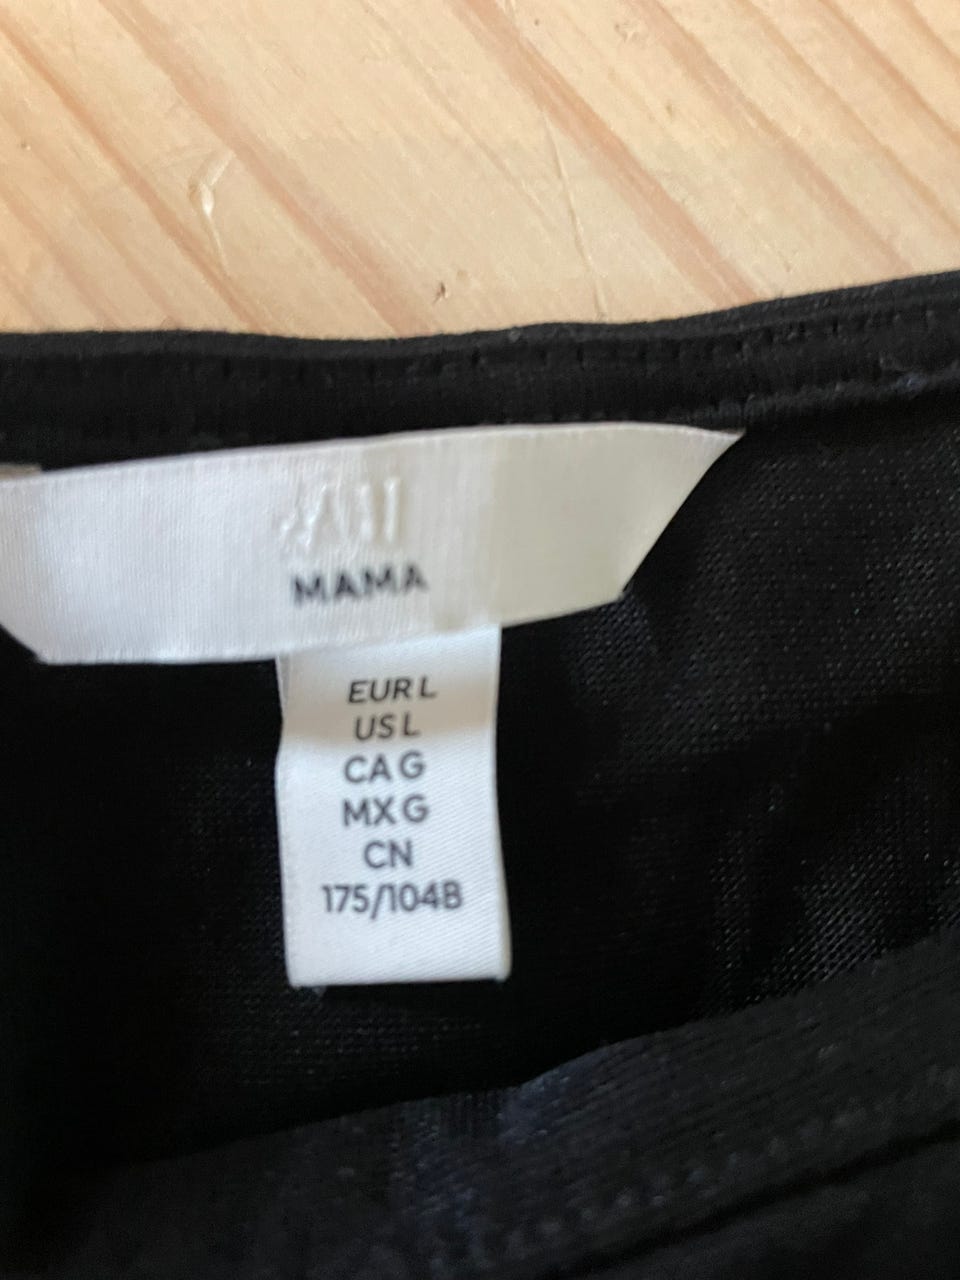 MAMA
EUR L
US L
CA G
MX G
CN
175/104B